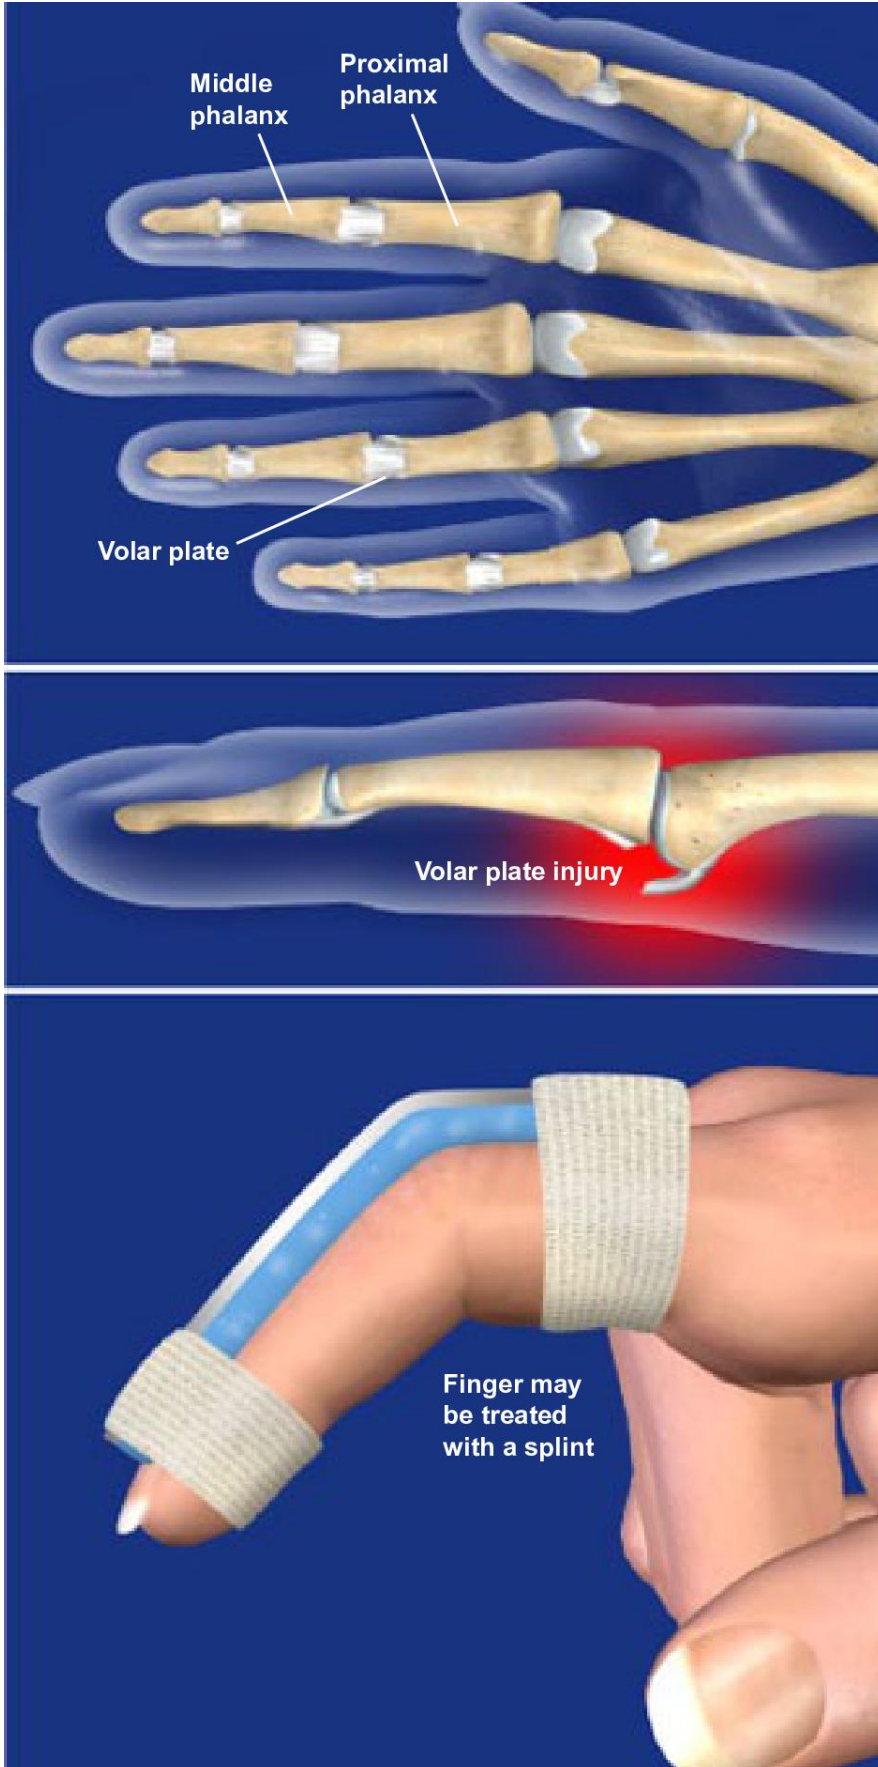 Middle
phalanx
Proximal
phalanx
Volar plate
Volar plate injury
Finger may
be treated
with a splint